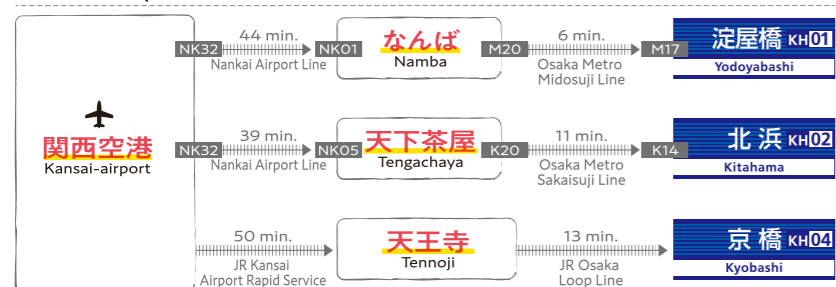 関西空港
Kansai-airport
44 min.
NK32
NK01
Nankai Airport Line
なんば
Namba
6 min.
M20
M17
Osaka Metro
Midosuji Line
淀屋橋 KH01
Yodoyabashi
39 min.
NK32
NK05
Nankai Airport Line
天下茶屋
Tengachaya
11 min.
K20
K14
Osaka Metro
Sakaisuji Line
北浜 KH02
Kitahama
50 min.
JR Kansai
Airport Rapid Service
天王寺
Tennoji
13 min.
JR Osaka
Loop Line
京橋 KH04
Kyobashi